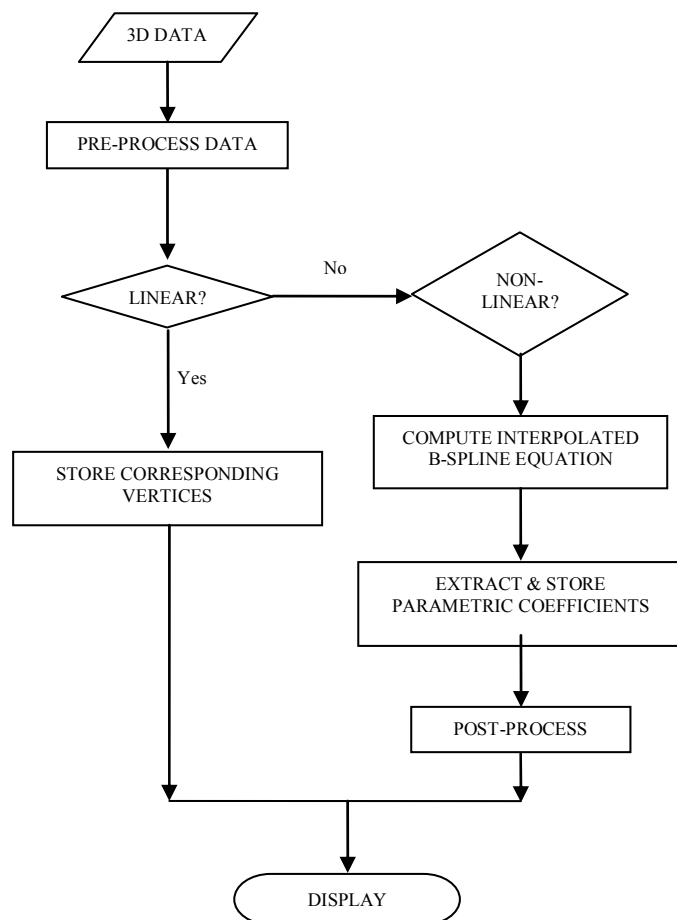 3D DATA
PRE-PROCESS DATA
LINEAR?
No
NON-
LINEAR?
Yes
COMPUTE INTERPOLATED
B-SPLINE EQUATION
STORE CORRESPONDING
VERTICES
EXTRACT & STORE
PARAMETRIC COEFFICIENTS
POST-PROCESS
DISPLAY